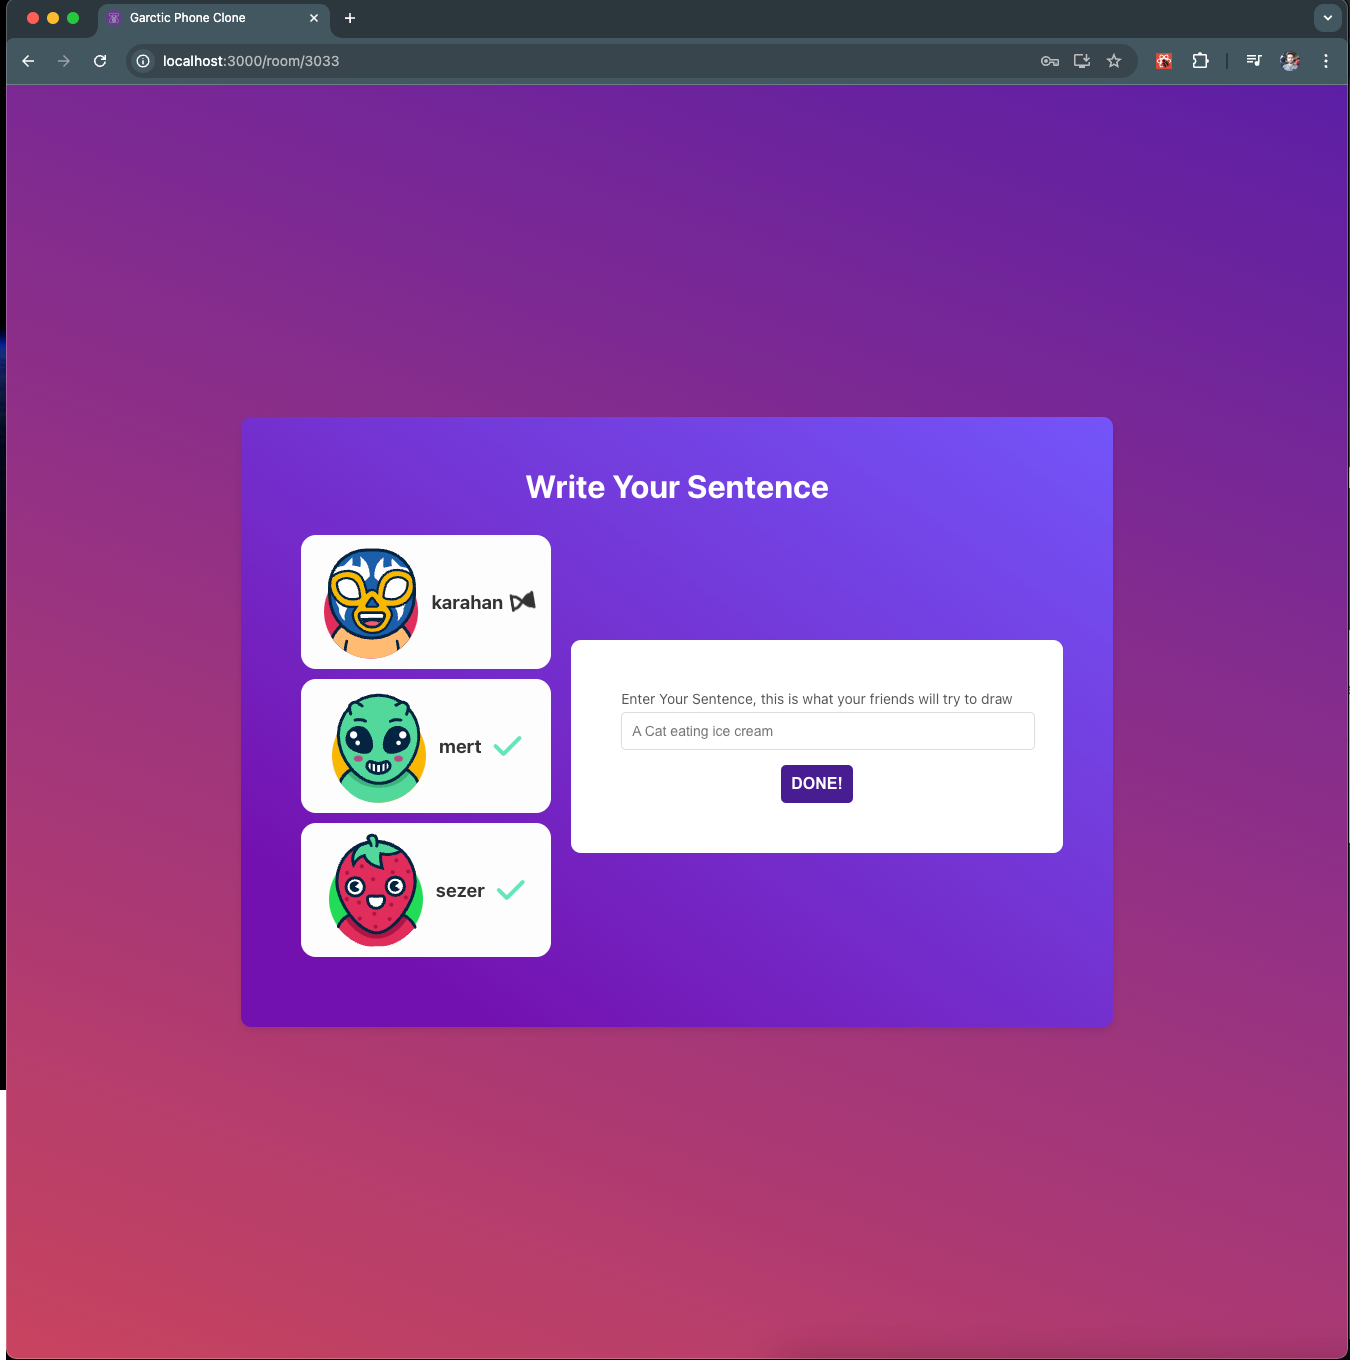 Garctic Phone Clone
localhost:3000/room/3033
Write Your Sentence
karahan
mert
sezer
Enter Your Sentence, this is what your friends will try to draw
A Cat eating ice cream
DONE!